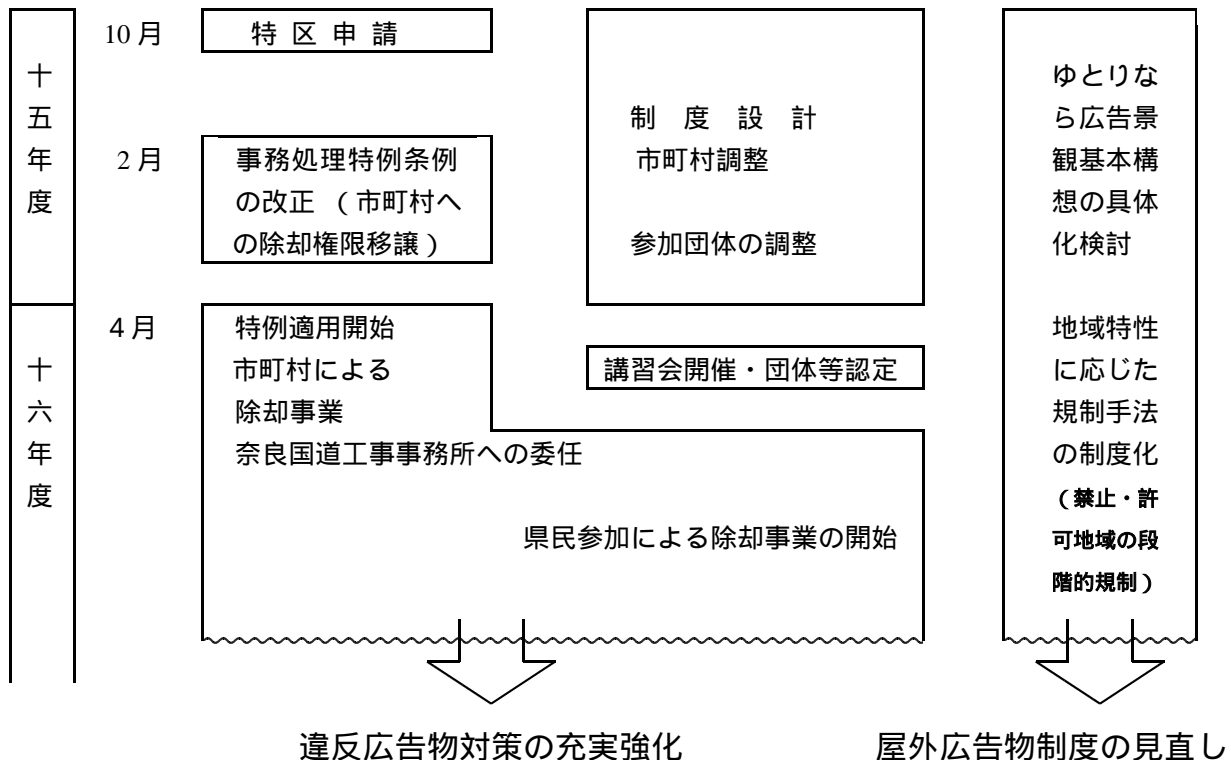 十五年度
10月
特 区 申 請
2月
事務処理特例条例
の改正 （市町村へ
の除却権限移譲）
制 度 設 計
市町村調整
参加団体の調整
十六年度
4月
特例適用開始
市町村による
除却事業
奈良国道工事事務所への委任
講習会開催・団体等認定
県民参加による除却事業の開始
ゆとりな
ら広告景
観基本構
想の具体
化検討
地域特性
に応じた
規制手法
の制度化
（禁止・許
可地域の段
階的規制）
違反広告物対策の充実強化
屋外広告物制度の見直し